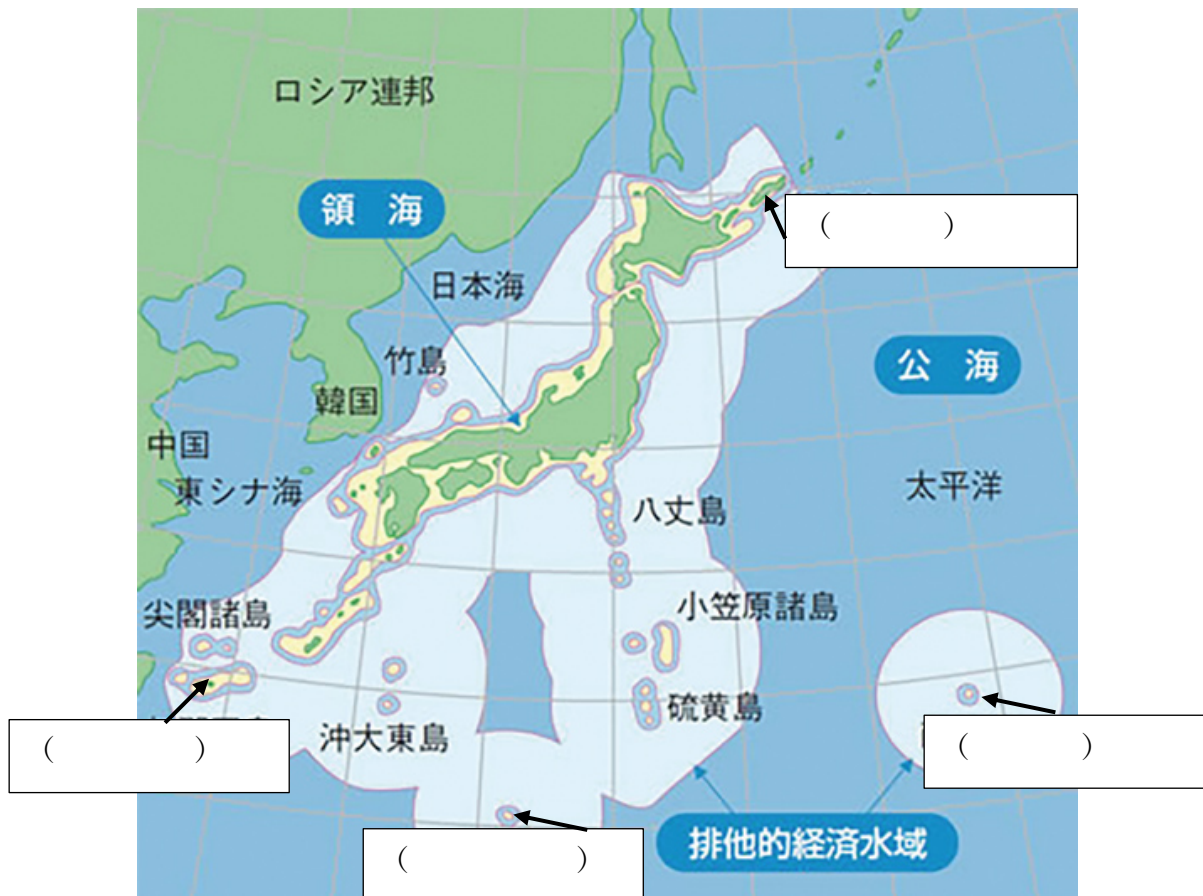 ロシア連邦
領 海
(　　　　)
日本海
竹島
公 海
韓国
中国
東シナ海
太平洋
八丈島
尖閣諸島
小笠原諸島
硫黄島
沖大東島
(　　　　　)
(　　　　)
(　　　　　　)
排他的経済水域